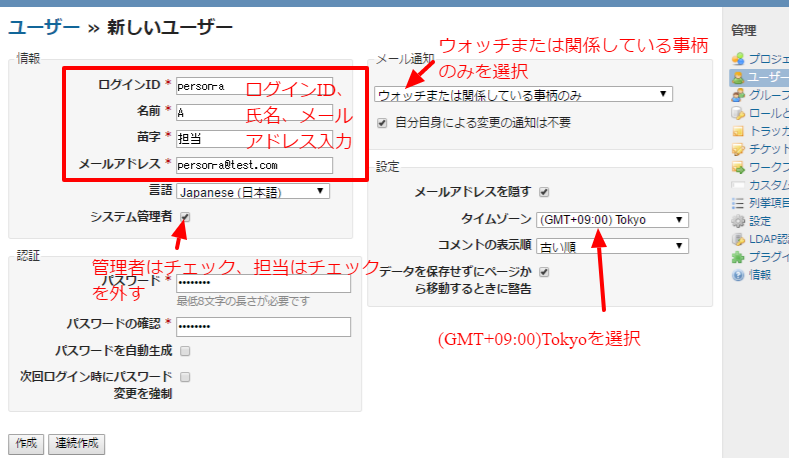 ユーザー » 新しいユーザー
情報
ログインID *
person-a
名前 *
A
苗字 *
担当
メールアドレス *
person-a@test.com
ログインID、
氏名、メール
アドレス入力
言語
Japanese (日本語)
システム管理者
管理者はチェック、担当はチェック
を外す
認証
パスワード *
••••••••
最低8文字の長さが必要です
パスワードの確認 *
••••••••
パスワードを自動生成
次回ログイン時にパスワード
変更を強制
作成
連続作成
メール通知
ウォッチまたは関係している事柄
のみを選択
ウォッチまたは関係している事柄のみ
自分自身による変更の通知は不要
設定
メールアドレスを隠す
タイムゾーン
(GMT+09:00) Tokyo
コメントの表示順
古い順
データを保存せずにページか
ら移動するときに警告
(GMT+09:00)Tokyoを選択
管理
プロジェ
ユーザー
グループ
ロールと
トラッカ
チケット
ワークフ
カスタム
列挙項目
設定
LDAP認
プラグイ
情報